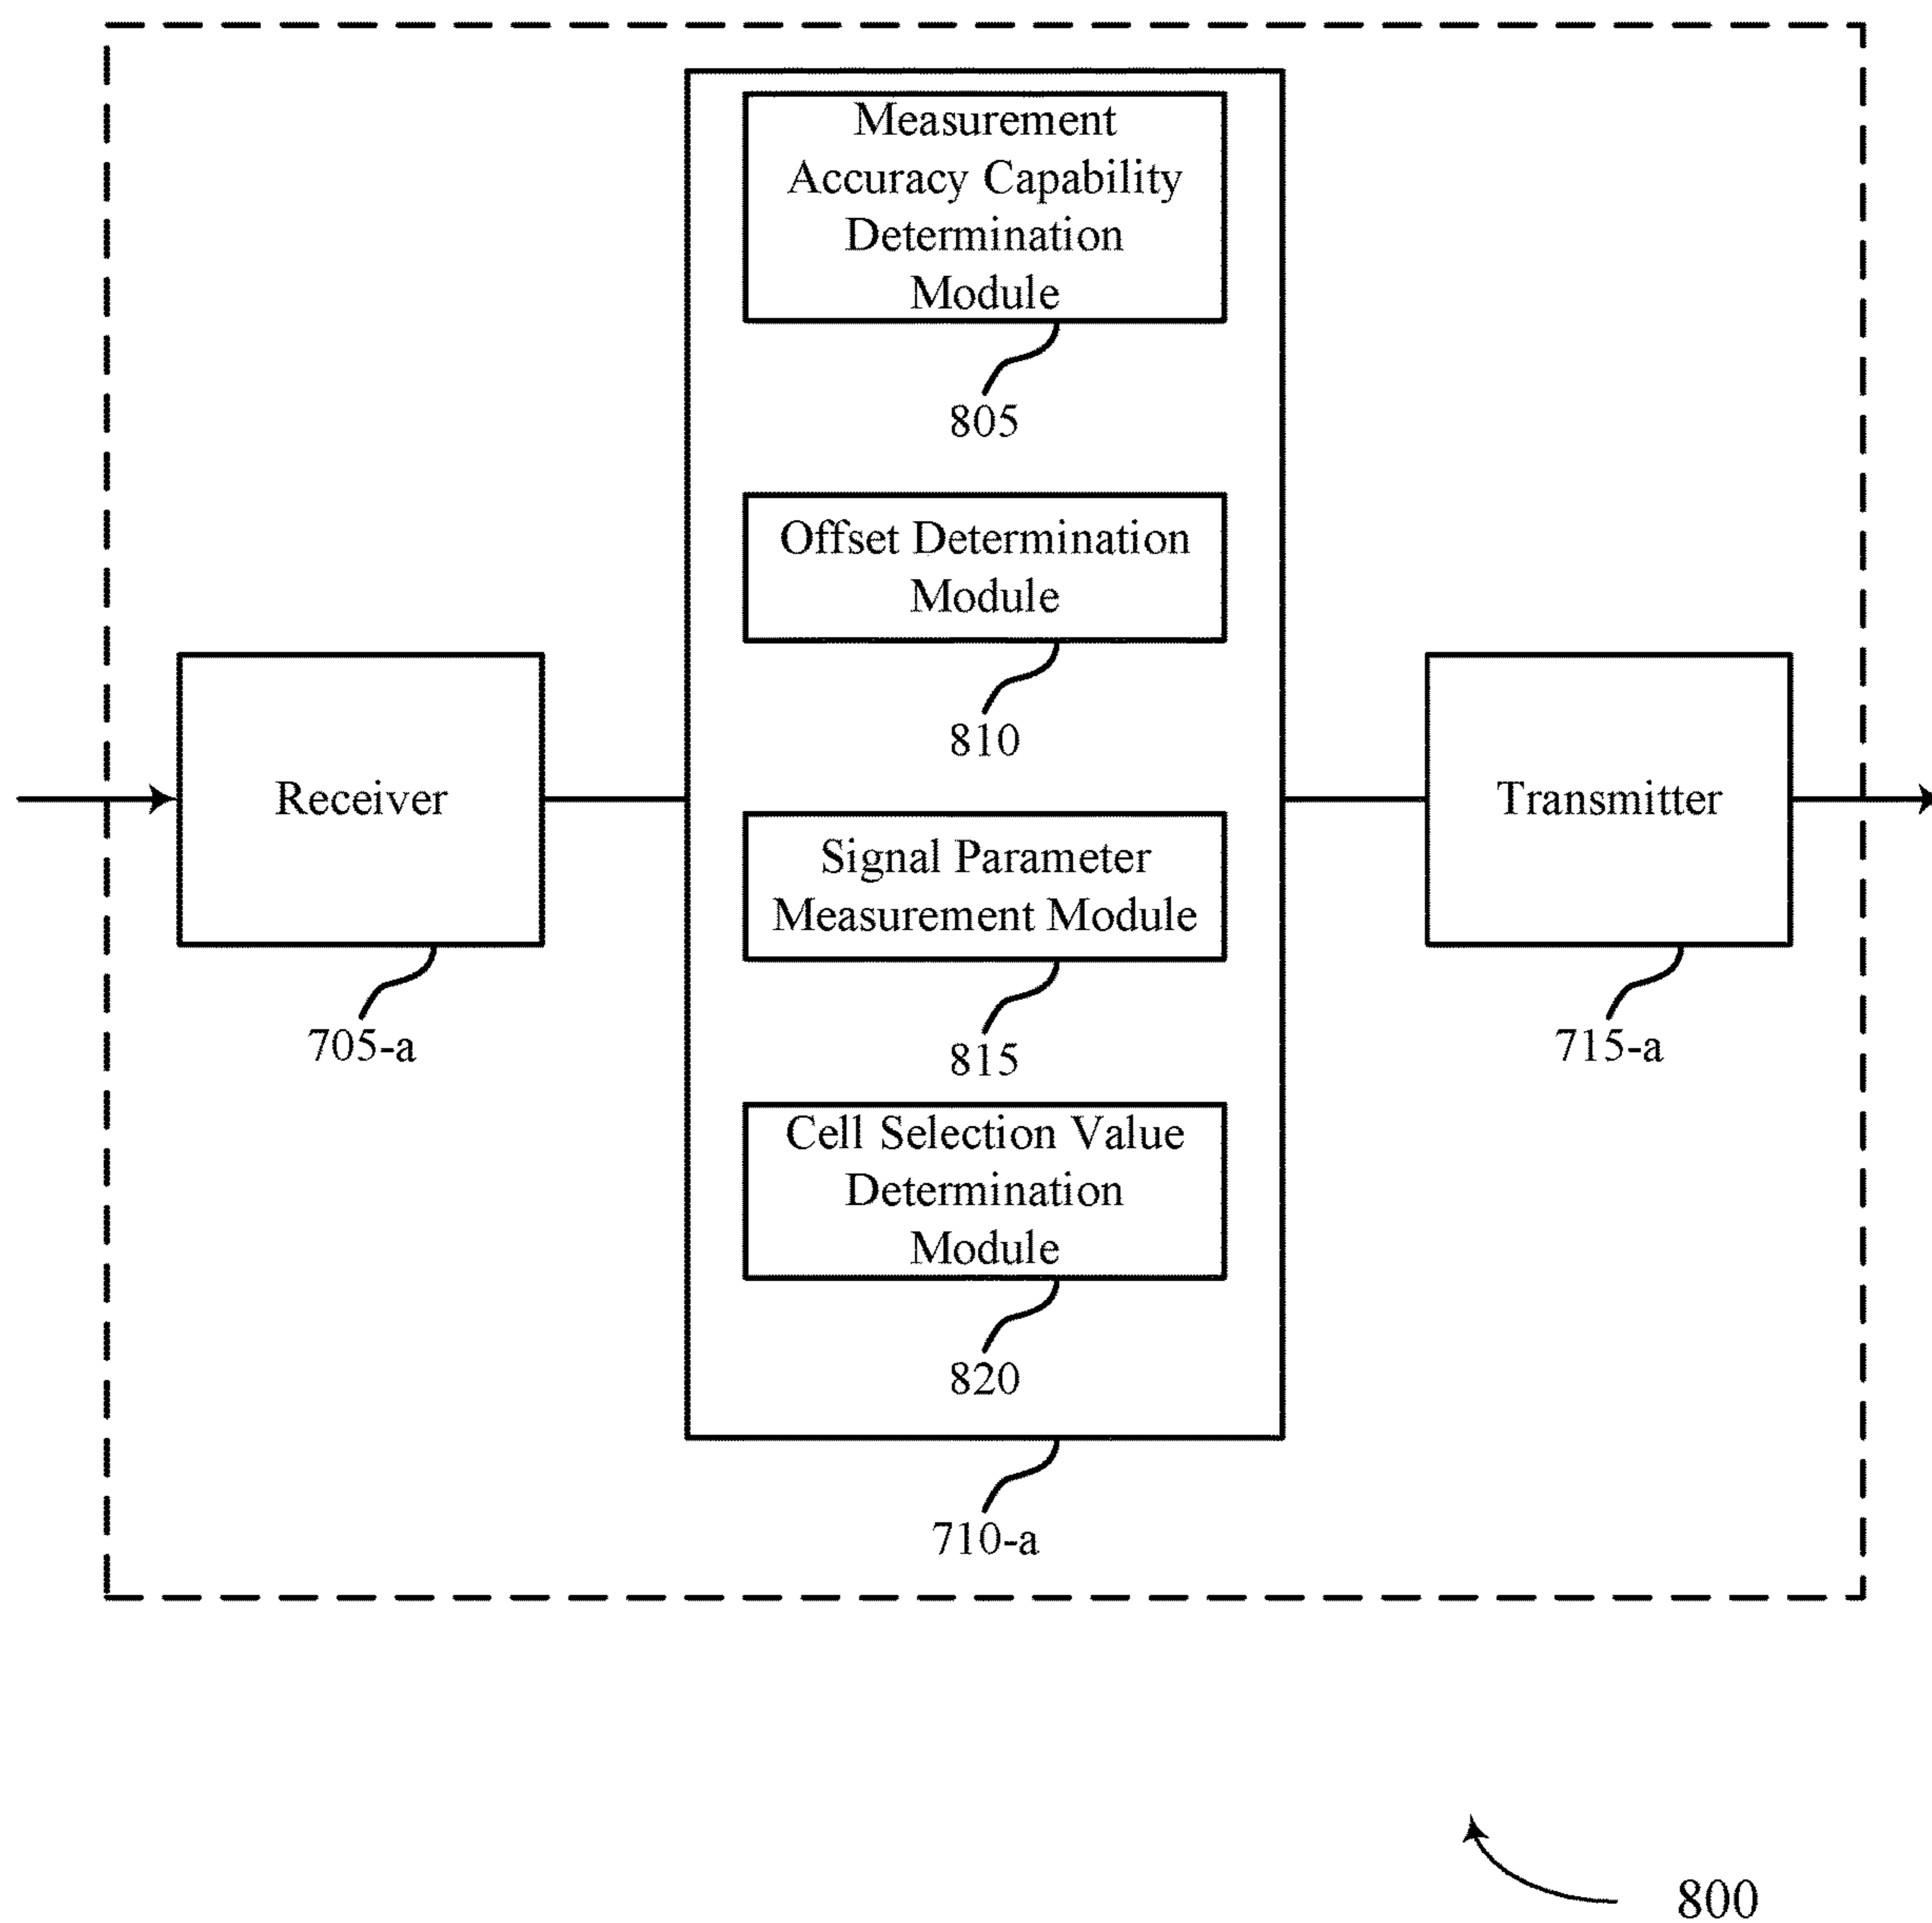 Measurement
Accuracy Capability
Determination
Module
805
Offset Determination
Module
810
Receiver
705-a
Signal Parameter
Measurement Module
815
Transmitter
715-a
Cell Selection Value
Determination
Module
820
710-a
800